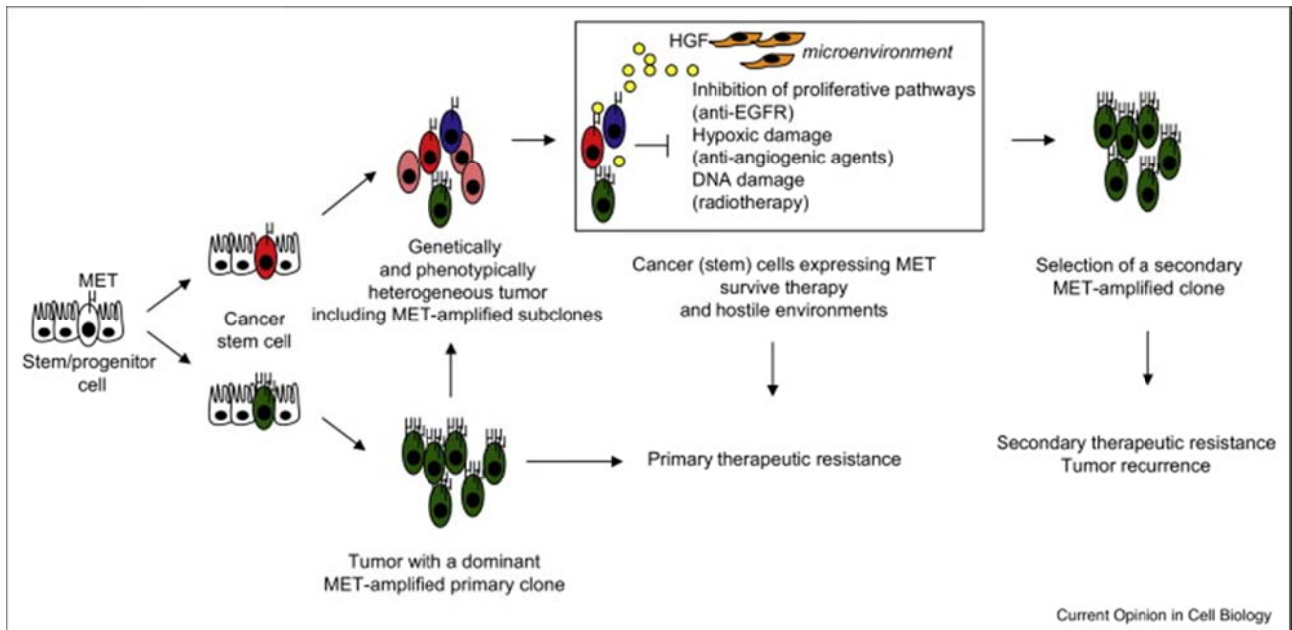 HGF
microenvironment
Inhibition of proliferative pathways
(anti-EGFR)
Hypoxic damage
(anti-angiogenic agents)
DNA damage
(radiotherapy)
MET
Stem/progenitor
cell
Cancer
stem cell
Genetically
and phenotypically
heterogeneous tumor
including MET-amplified subclones
Cancer (stem) cells expressing MET
survive therapy
and hostile environments
Selection of a secondary
MET-amplified clone
Primary therapeutic resistance
Secondary therapeutic resistance
Tumor recurrence
Tumor with a dominant
MET-amplified primary clone
Current Opinion in Cell Biology